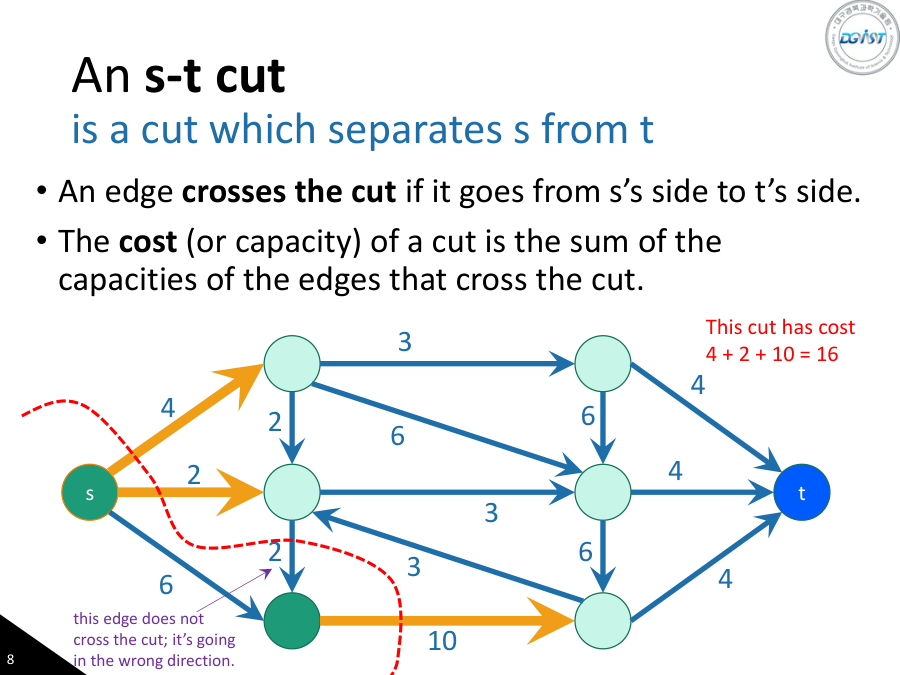 DGIST
An s-t cut
is a cut which separates s from t
• An edge crosses the cut if it goes from s’s side to t’s side.
• The cost (or capacity) of a cut is the sum of the
capacities of the edges that cross the cut.
This cut has cost
4 + 2 + 10 = 16
3
4
4
2
6
6
2
4
s
t
3
2
6
3
6
4
this edge does not
cross the cut; it’s going
in the wrong direction.
10
8